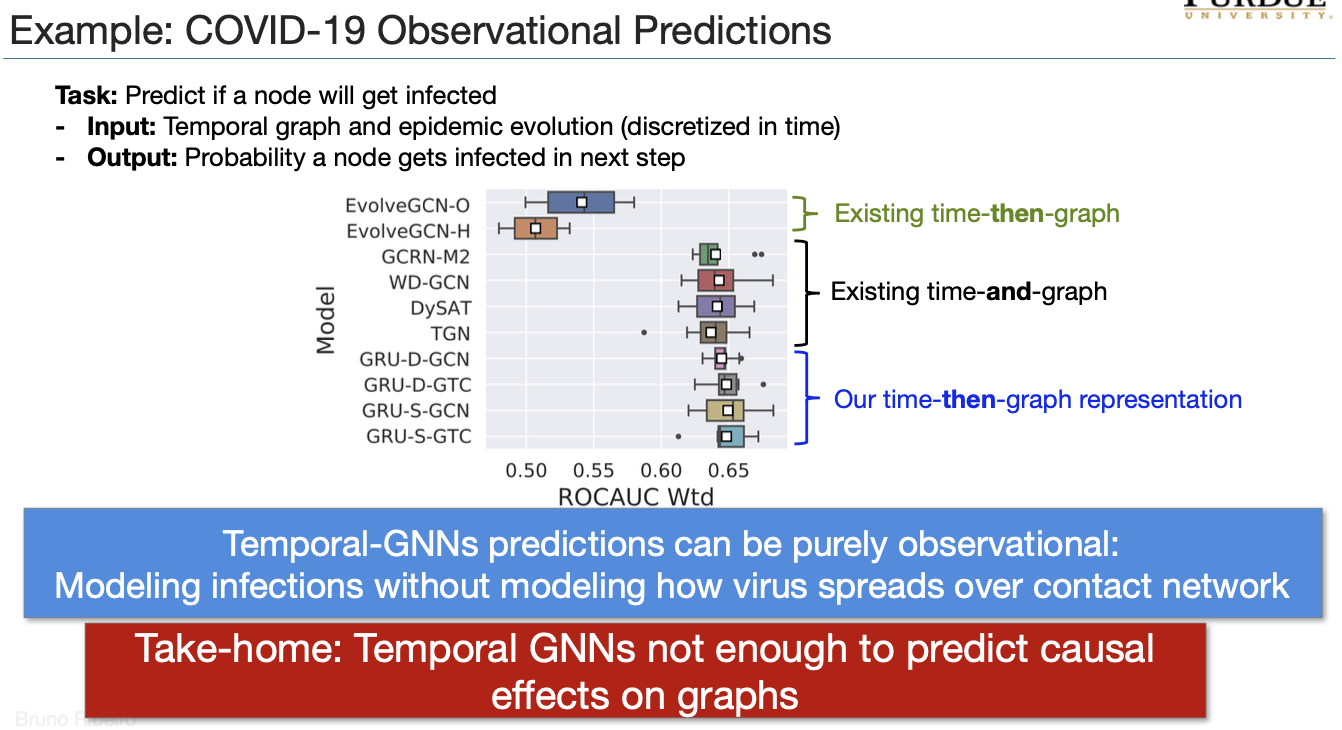 PURDUE
UNIVERSITY.
Example: COVID-19 Observational Predictions
Task: Predict if a node will get infected
- Input: Temporal graph and epidemic evolution (discretized in time)
- Output: Probability a node gets infected in next step
Model
EvolveGCN-O
EvolveGCN-H
GCRN-M2
WD-GCN
DySAT
TGN
GRU-D-GCN
GRU-D-GTC
GRU-S-GCN
GRU-S-GTC
0.50 0.55 0.60 0.65
ROCAUC Wtd
Existing time-then-graph
Existing time-and-graph
Our time-then-graph representation
Temporal-GNNs predictions can be purely observational:
Modeling infections without modeling how virus spreads over contact network
Take-home: Temporal GNNs not enough to predict causal
effects on graphs
Bruno Ribeiro